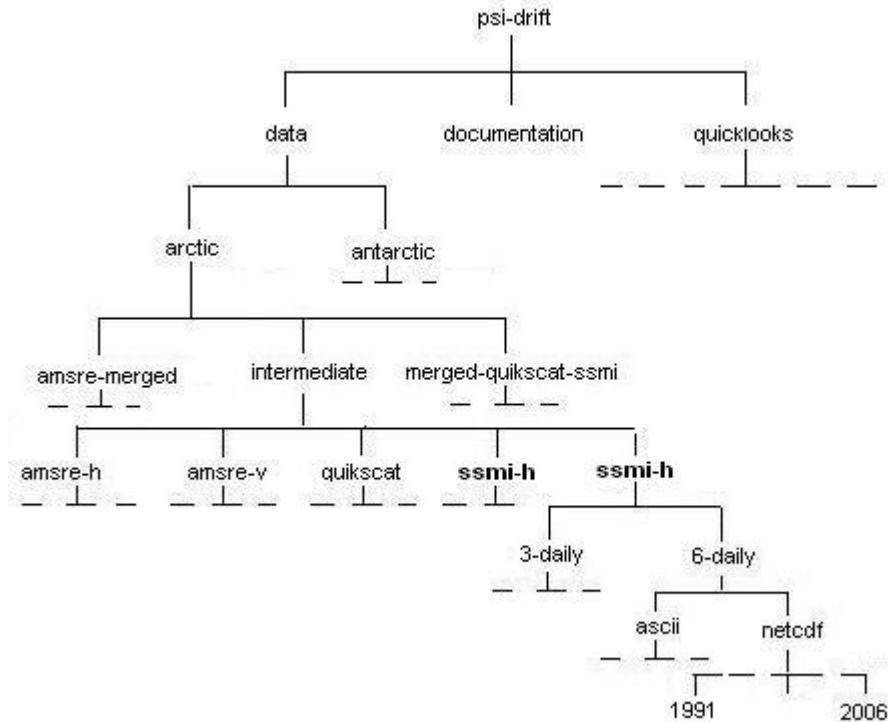 psi-drift
data documentation quicklooks
arctic antarctic
amsre-merged intermediate merged-quikscat-ssmi
amsre-h amsre-v quikscat ssmi-h ssmi-h
3-daily 6-daily
ascii netcdf
1991 2006